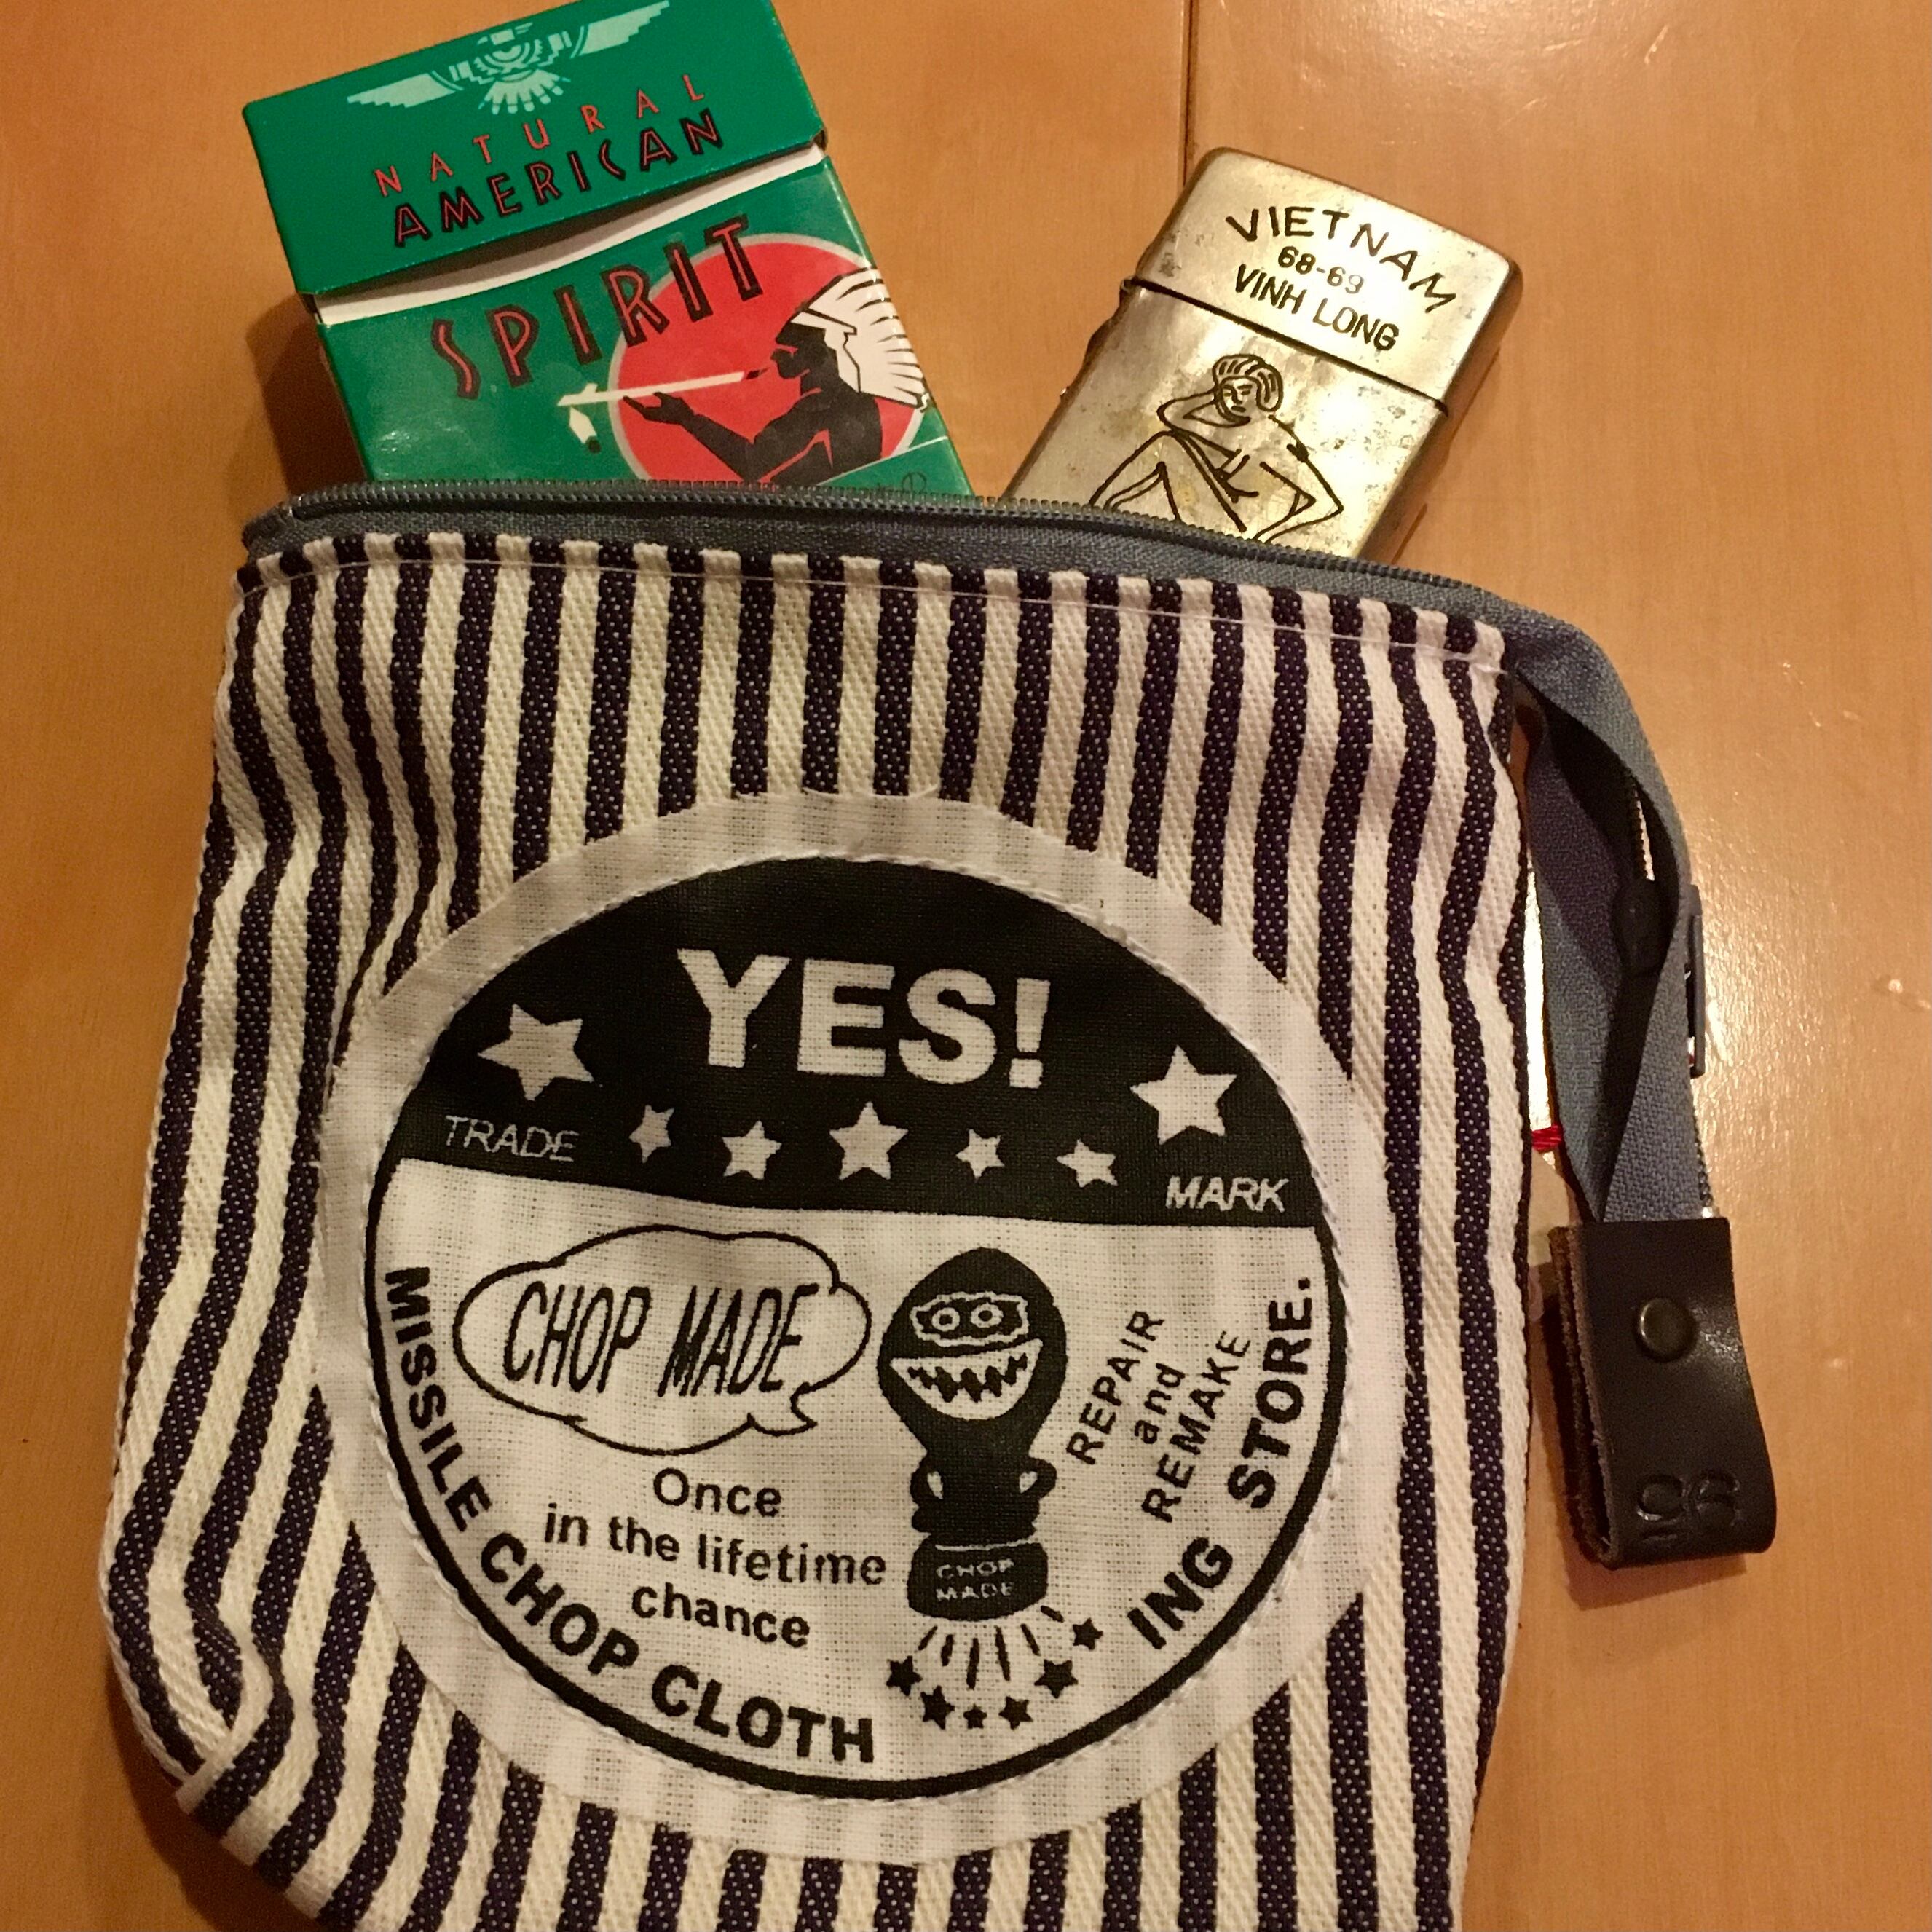 NATURAL
AMERICAN
SPIRIT
VIETNAM
68-69
VINH LONG
YES!
TRADE
MARK
CHOP MADE
Once
in the lifetime
chance
CHOP
MADE
REPAIR
and
REMAKE
MISSILE CHOP CLOTH
ING STORE.